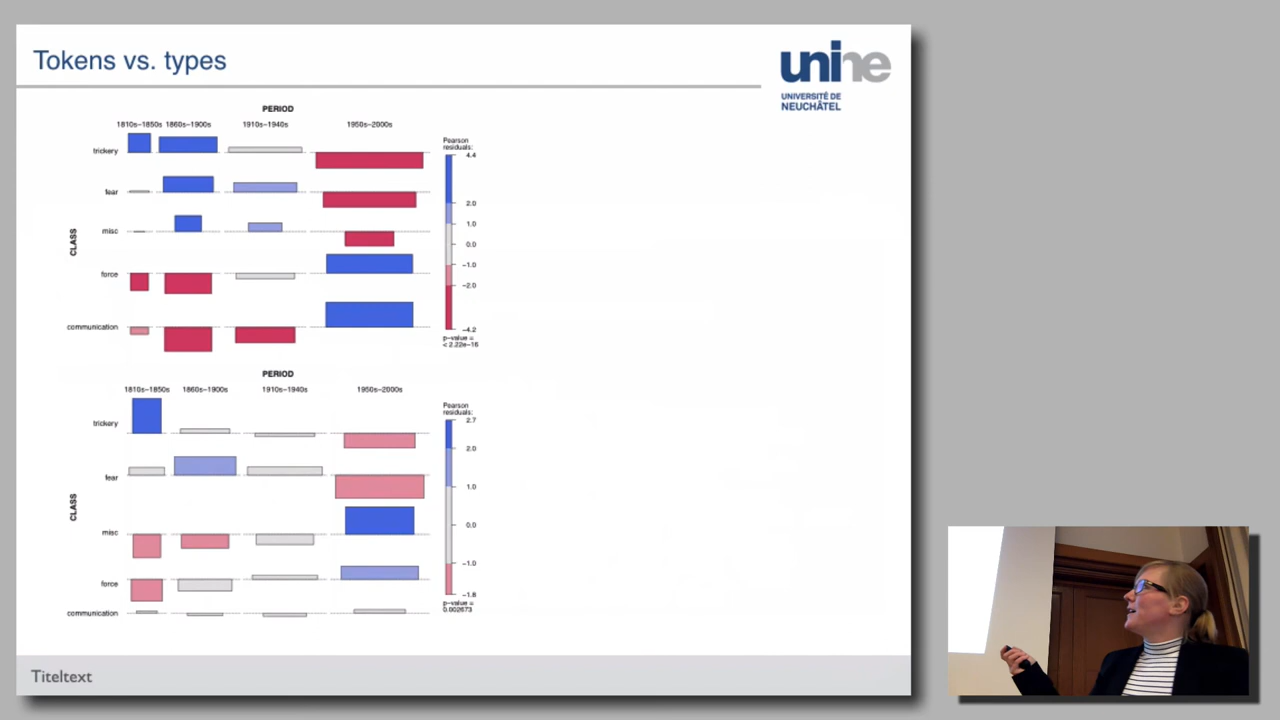 Tokens vs. types
unine
UNIVERSITÉ DE
NEUCHÂTEL
PERIOD
1810s–1850s 1860s–1900s 1910s–1940s 1950s–2000s
CLASS
trickery
fear
misc
force
communication
Pearson
residuals:
4.4
2.0
1.0
0.0
−1.0
−2.0
−4.2
p-value =
< 2.22e-16
PERIOD
1810s–1850s 1860s–1900s 1910s–1940s 1950s–2000s
CLASS
trickery
fear
misc
force
communication
Pearson
residuals:
2.7
2.0
1.0
0.0
−1.0
−1.8
p-value =
0.002673
Titeltext